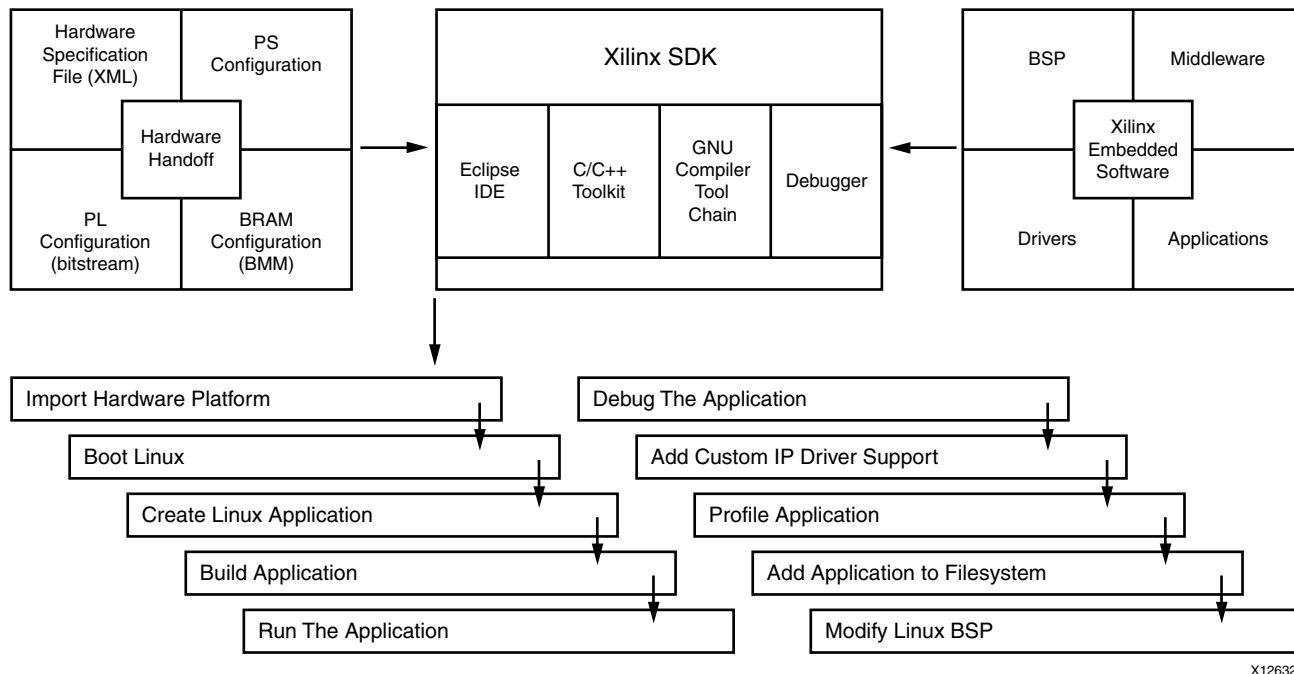 Hardware
Specification
File (XML)
PS
Configuration
Hardware
Handoff
PL
Configuration
(bitstream)
BRAM
Configuration
(BMM)
Xilinx SDK
Eclipse
IDE
C/C++
Toolkit
GNU
Compiler
Tool
Chain
Debugger
BSP
Middleware
Xilinx
Embedded
Software
Drivers
Applications
Import Hardware Platform
Boot Linux
Create Linux Application
Build Application
Run The Application
Debug The Application
Add Custom IP Driver Support
Profile Application
Add Application to Filesystem
Modify Linux BSP
X12632